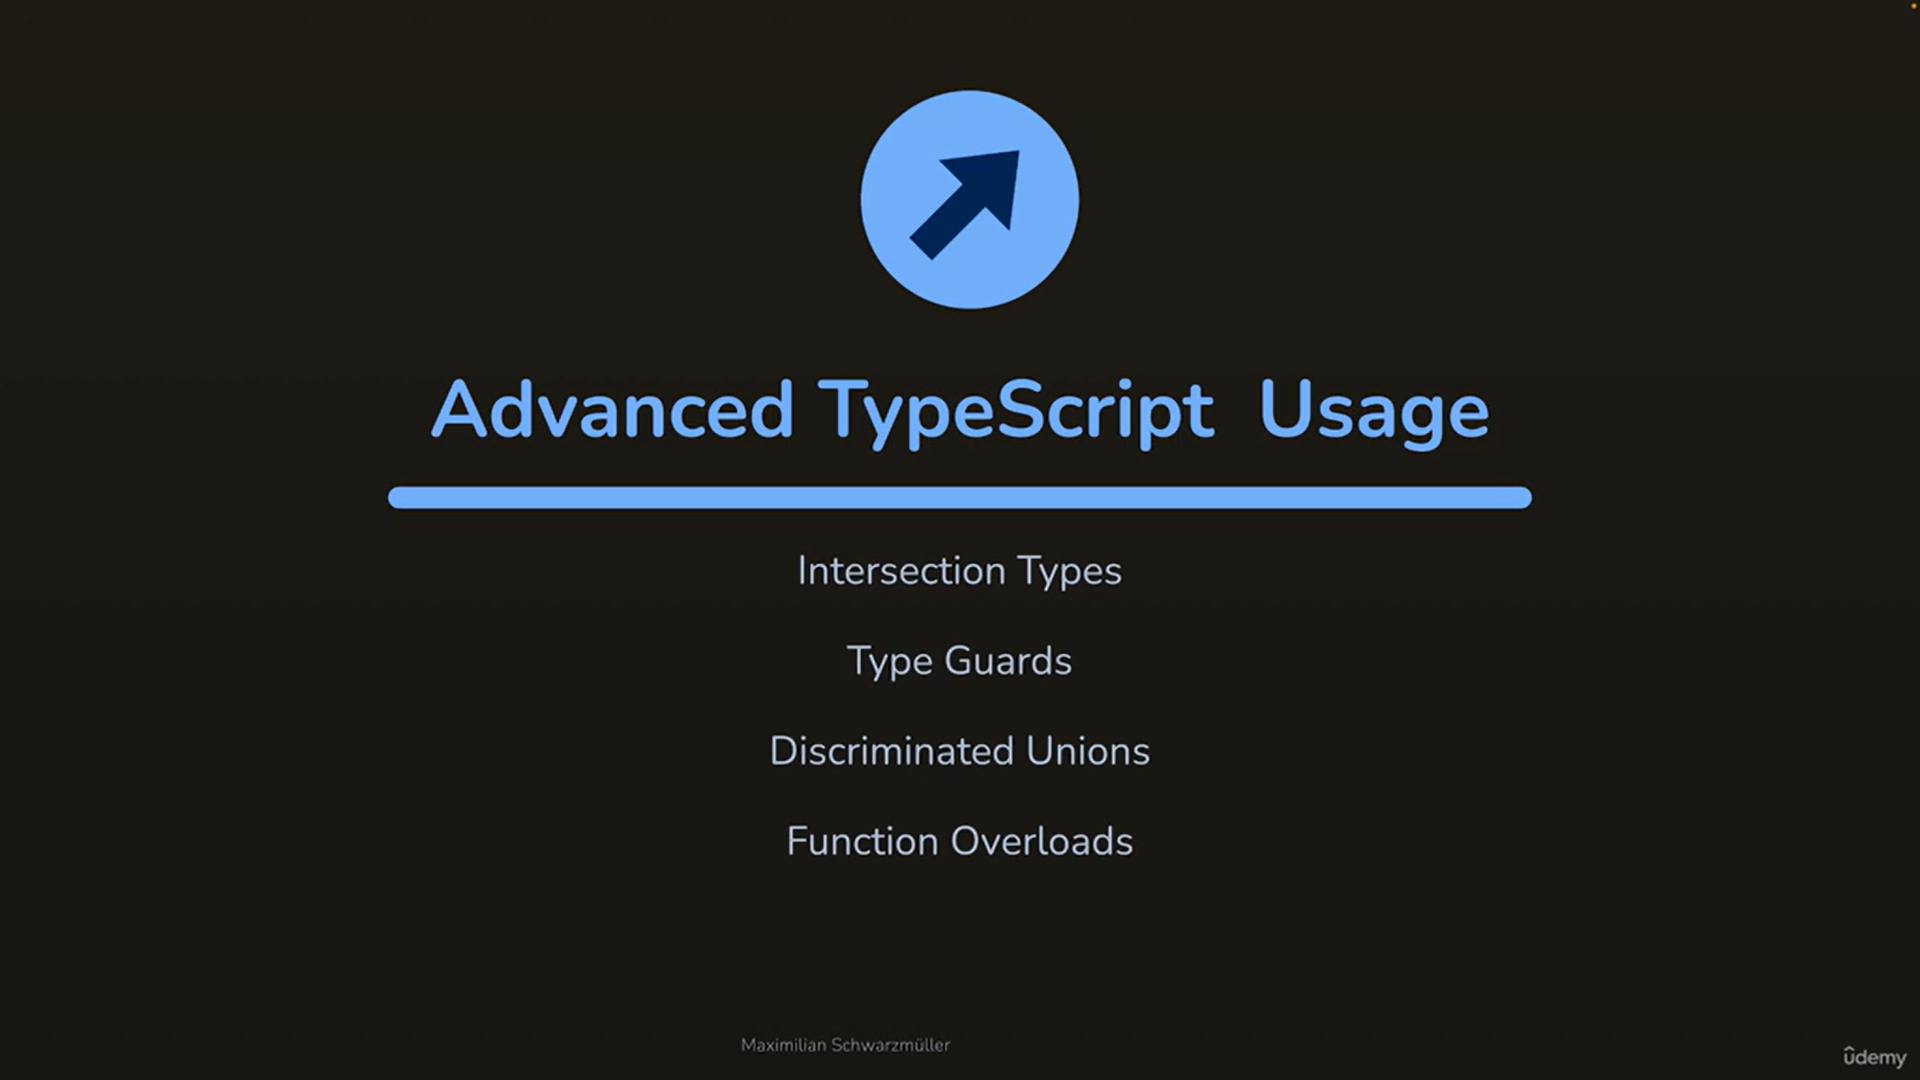 Advanced TypeScript  Usage
Intersection Types
Type Guards
Discriminated Unions
Function Overloads
Maximilian Schwarzmüller
ûdemy